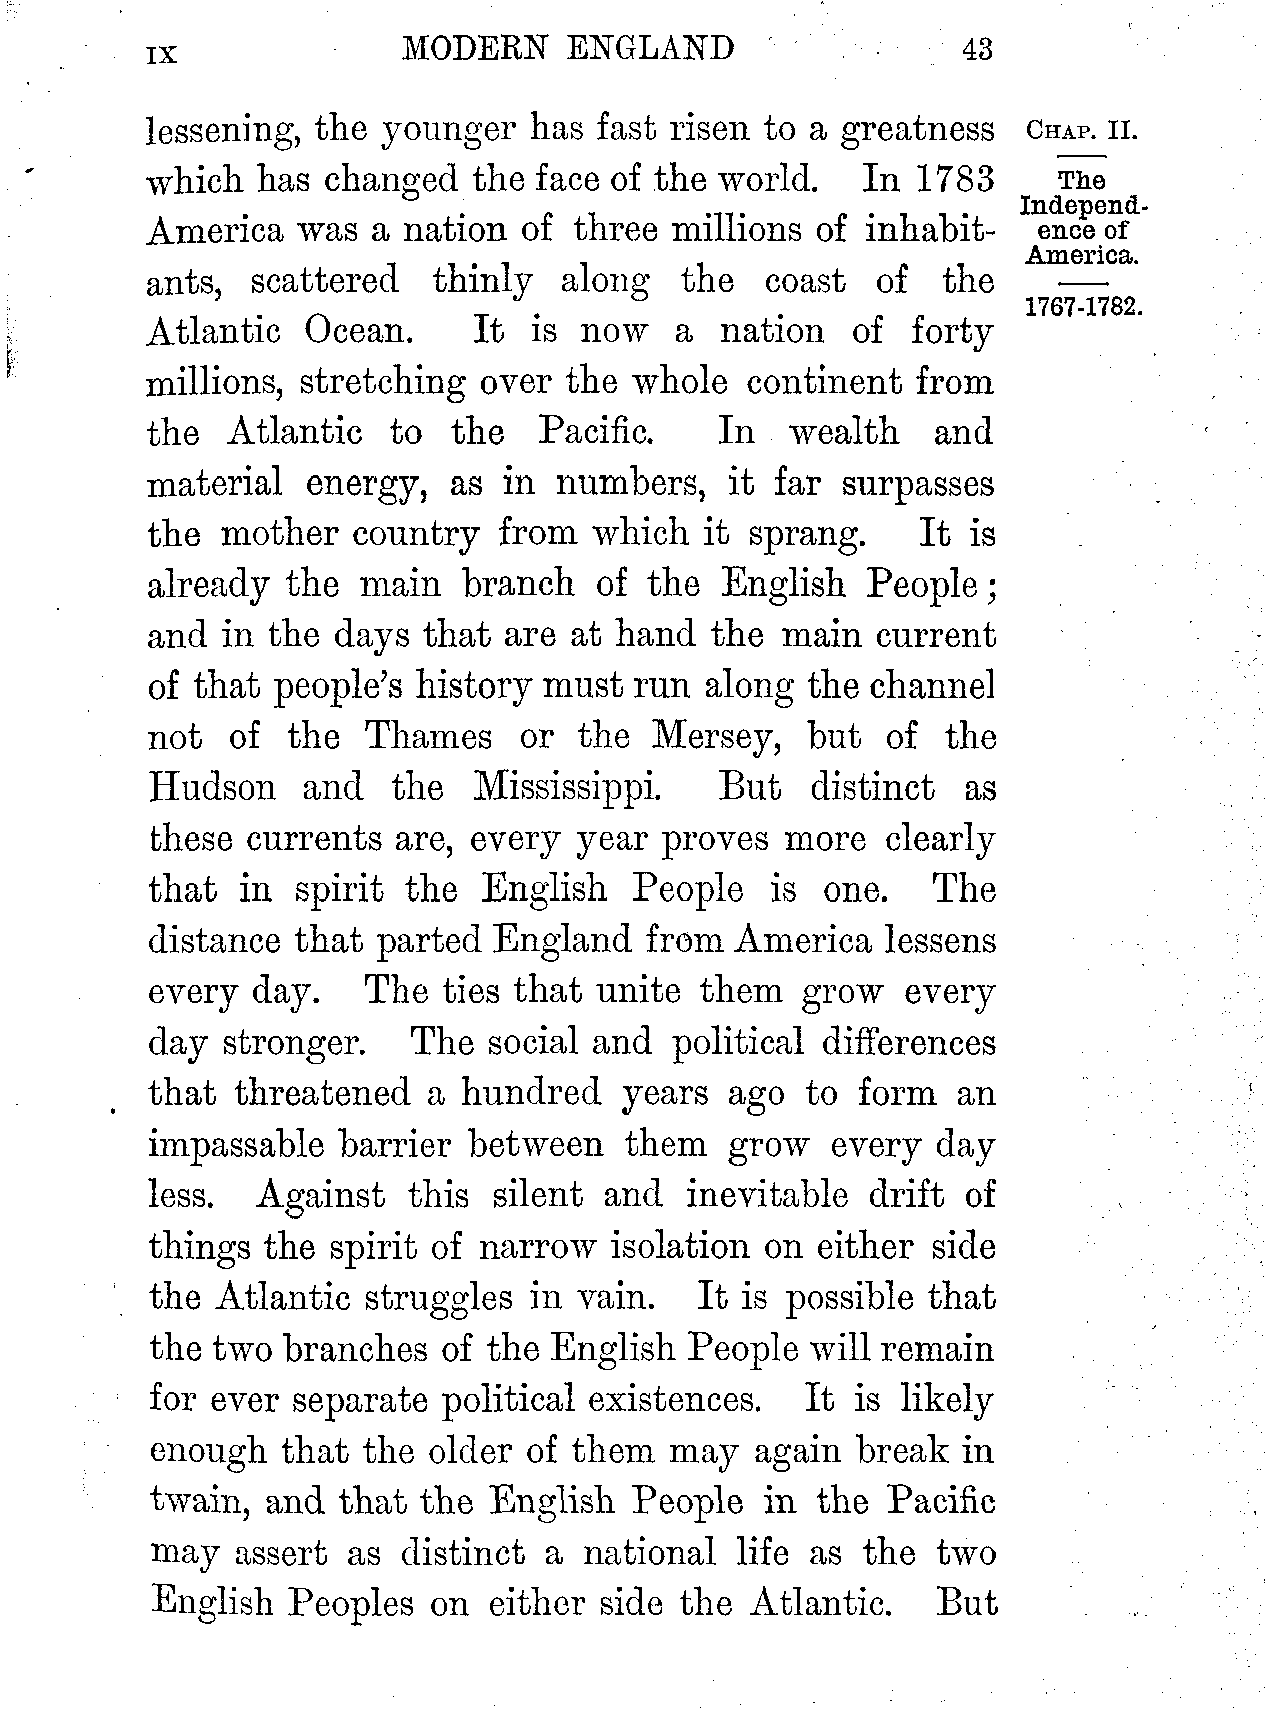 IX MODERN ENGLAND 43
lessening, the younger has fast risen to a greatness
which has changed the face of the world. In 1783
America was a nation of three millions of inhabit-
ants, scattered thinly along the coast of the
Atlantic Ocean. It is now a nation of forty
millions, stretching over the whole continent from
the Atlantic to the Pacific. In wealth and
material energy, as in numbers, it far surpasses
the mother country from which it sprang. It is
already the main branch of the English People;
and in the days that are at hand the main current
of that people's history must run along the channel
not of the Thames or the Mersey, but of the
Hudson and the Mississippi. But distinct as
these currents are, every year proves more clearly
that in spirit the English People is one. The
distance that parted England from America lessens
every day. The ties that unite them grow every
day stronger. The social and political differences
that threatened a hundred years ago to form an
impassable barrier between them grow every day
less. Against this silent and inevitable drift of
things the spirit of narrow isolation on either side
the Atlantic struggles in vain. It is possible that
the two branches of the English People will remain
for ever separate political existences. It is likely
enough that the older of them may again break in
twain, and that the English People in the Pacific
may assert as distinct a national life as the two
English Peoples on either side the Atlantic. But
CHAP. II.
The
Independ-
ence of
America.
1767-1782.